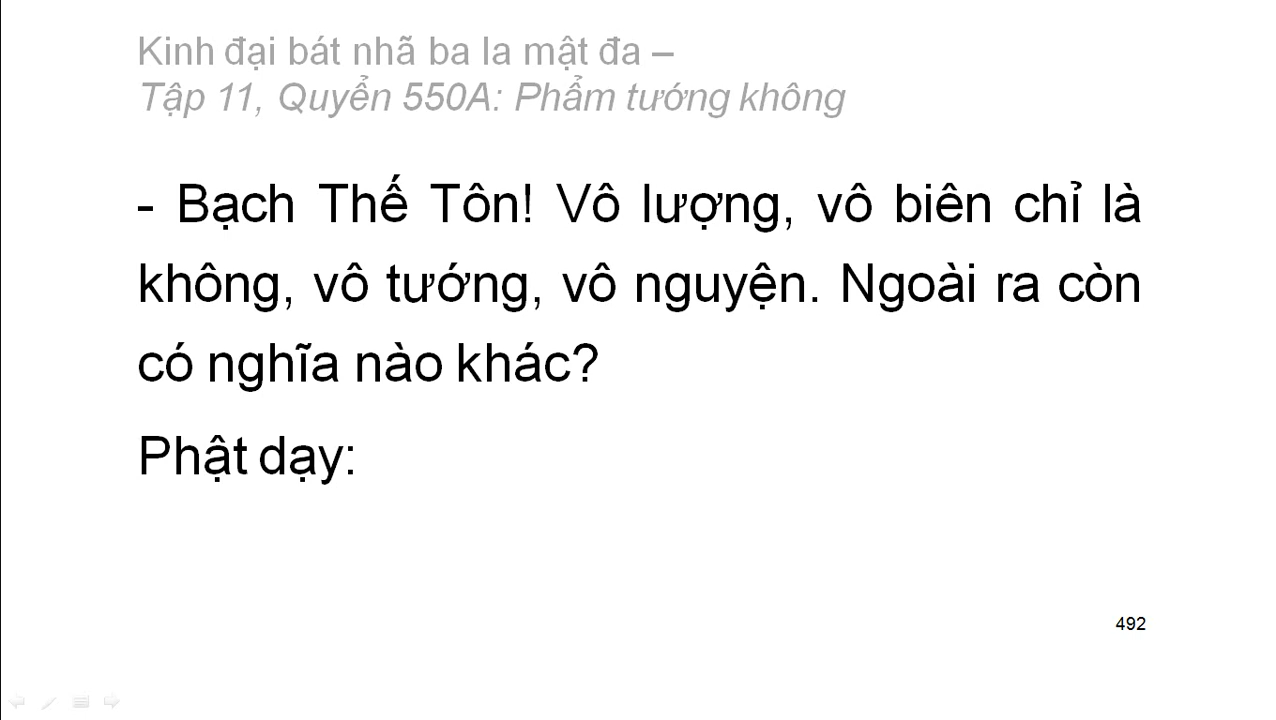 Kinh đại bát nhã ba la mật đa –
Tập 11, Quyển 550A: Phẩm tướng không
- Bạch Thế Tôn! Vô lượng, vô biên chỉ là
không, vô tướng, vô nguyện. Ngoài ra còn
có nghĩa nào khác?
Phật dạy:
492